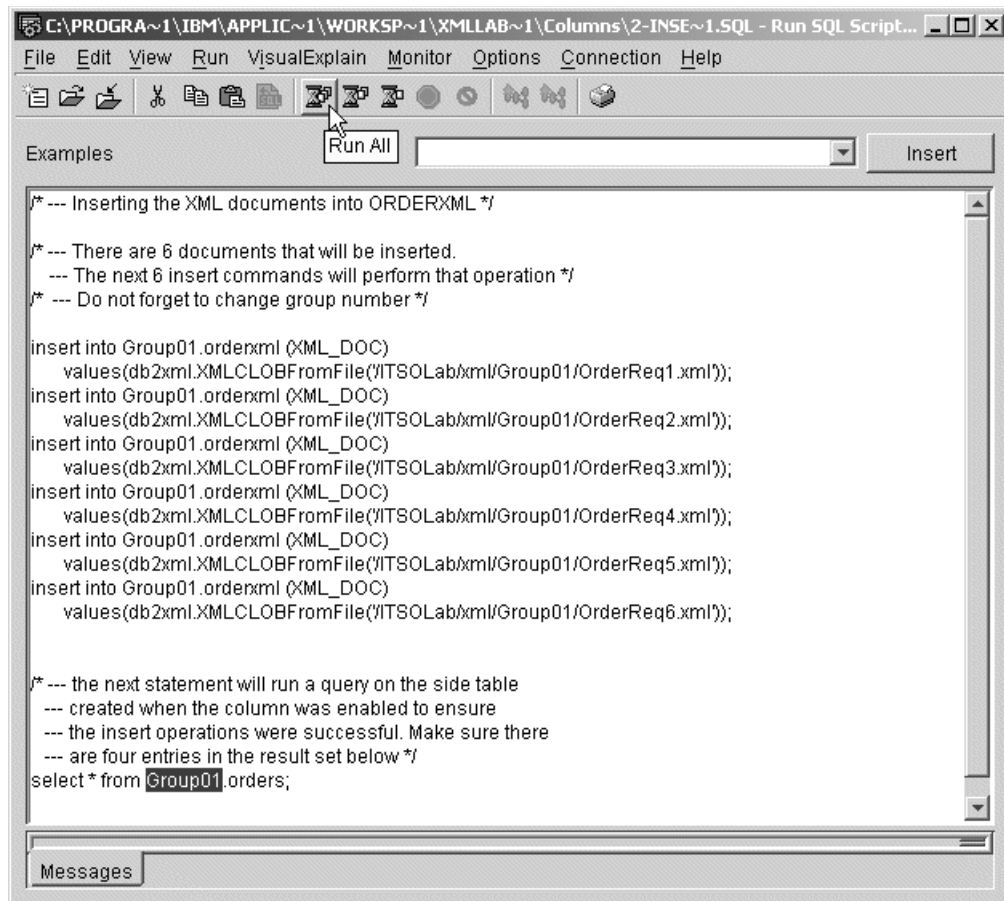 C:\PROGRA~1\IBM\APPLIC~1\WORKSP~1\XMLLAB~1\Columns\2-INSE~1.SQL - Run SQL Script...
File Edit View Run VisualExplain Monitor Options Connection Help
Run All
Examples Insert
/* --- Inserting the XML documents into ORDERXML */
/* --- There are 6 documents that will be inserted.
--- The next 6 insert commands will perform that operation */
/* --- Do not forget to change group number */
insert into Group01.orderxml (XML_DOC)
values(db2xml.XMLCLOBFromFile('/ITSOLab/xml/Group01/OrderReq1.xml'));
insert into Group01.orderxml (XML_DOC)
values(db2xml.XMLCLOBFromFile('/ITSOLab/xml/Group01/OrderReq2.xml'));
insert into Group01.orderxml (XML_DOC)
values(db2xml.XMLCLOBFromFile('/ITSOLab/xml/Group01/OrderReq3.xml'));
insert into Group01.orderxml (XML_DOC)
values(db2xml.XMLCLOBFromFile('/ITSOLab/xml/Group01/OrderReq4.xml'));
insert into Group01.orderxml (XML_DOC)
values(db2xml.XMLCLOBFromFile('/ITSOLab/xml/Group01/OrderReq5.xml'));
insert into Group01.orderxml (XML_DOC)
values(db2xml.XMLCLOBFromFile('/ITSOLab/xml/Group01/OrderReq6.xml'));
/* --- the next statement will run a query on the side table
--- created when the column was enabled to ensure
--- the insert operations were successful. Make sure there
--- are four entries in the result set below */
select * from Group01.orders;
Messages